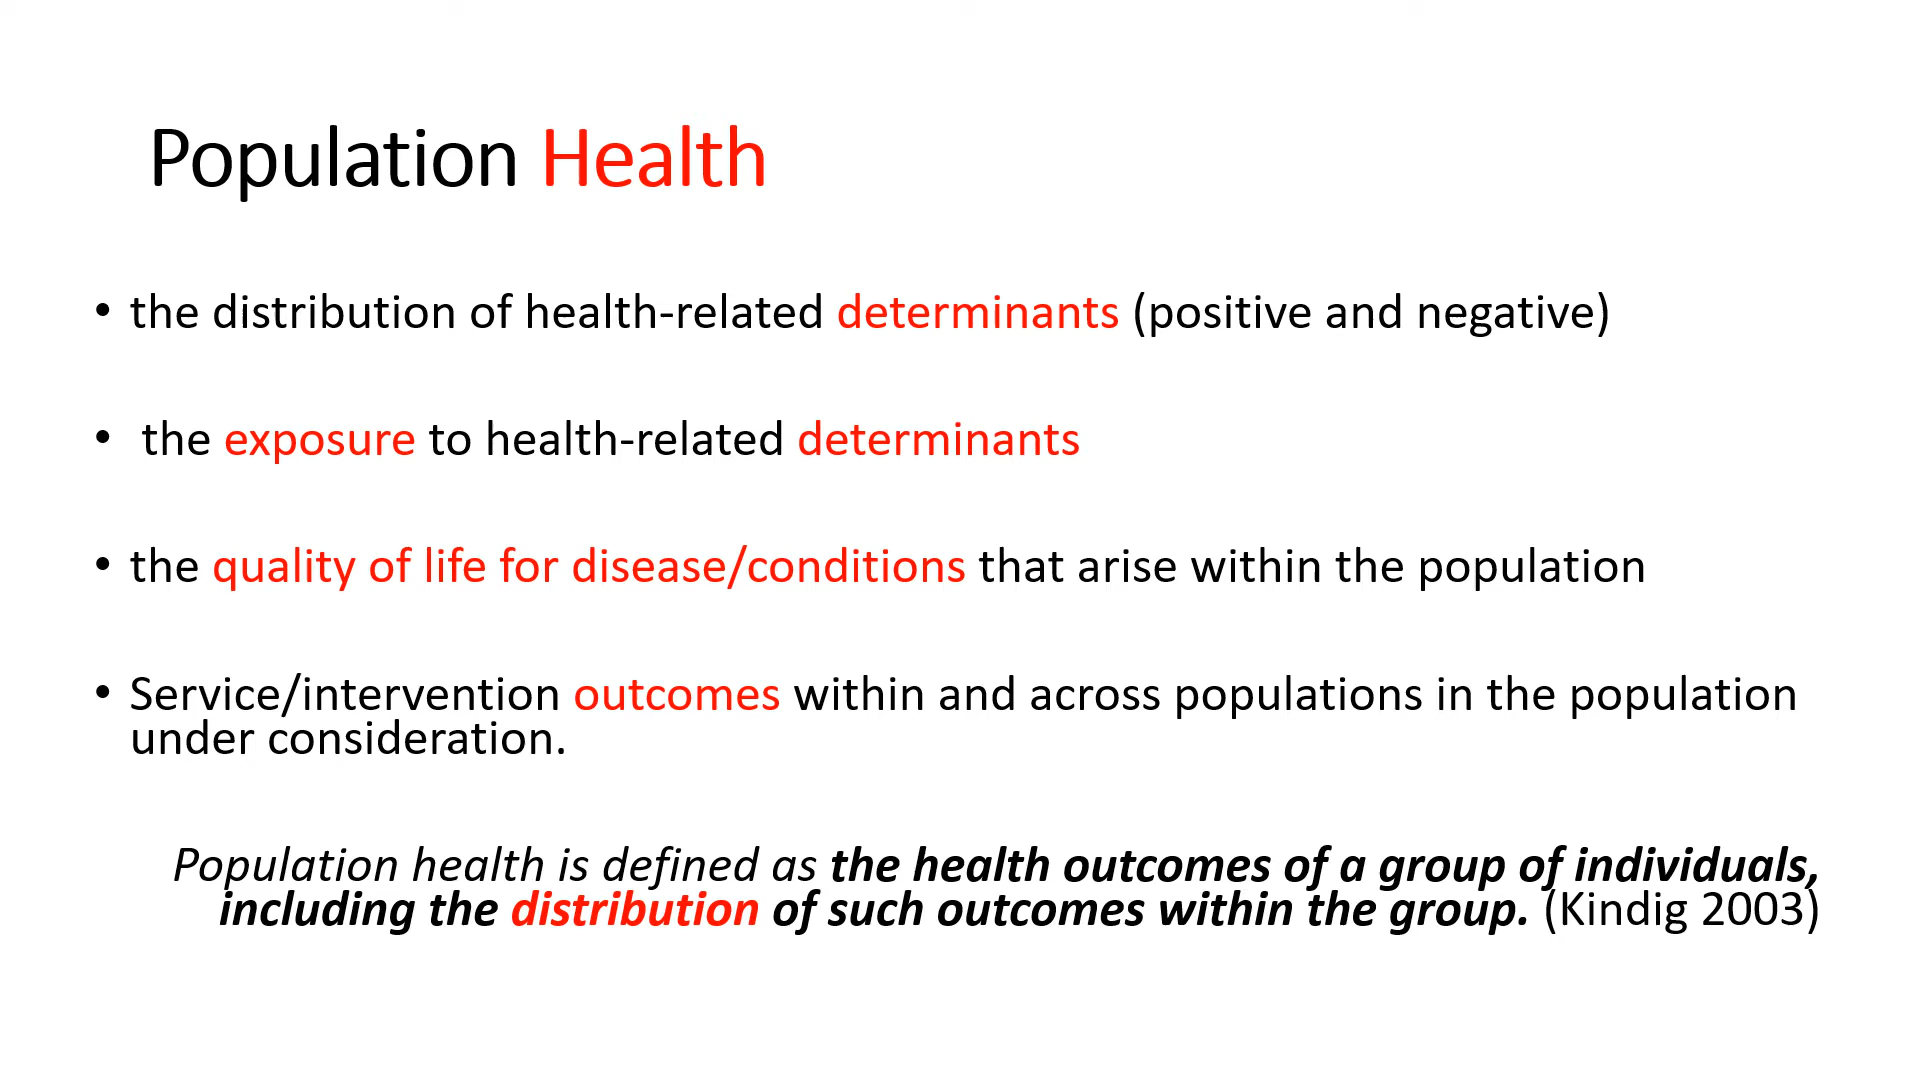 Population Health
• the distribution of health-related determinants (positive and negative)
• the exposure to health-related determinants
• the quality of life for disease/conditions that arise within the population
• Service/intervention outcomes within and across populations in the population
under consideration.
Population health is defined as the health outcomes of a group of individuals,
including the distribution of such outcomes within the group. (Kindig 2003)